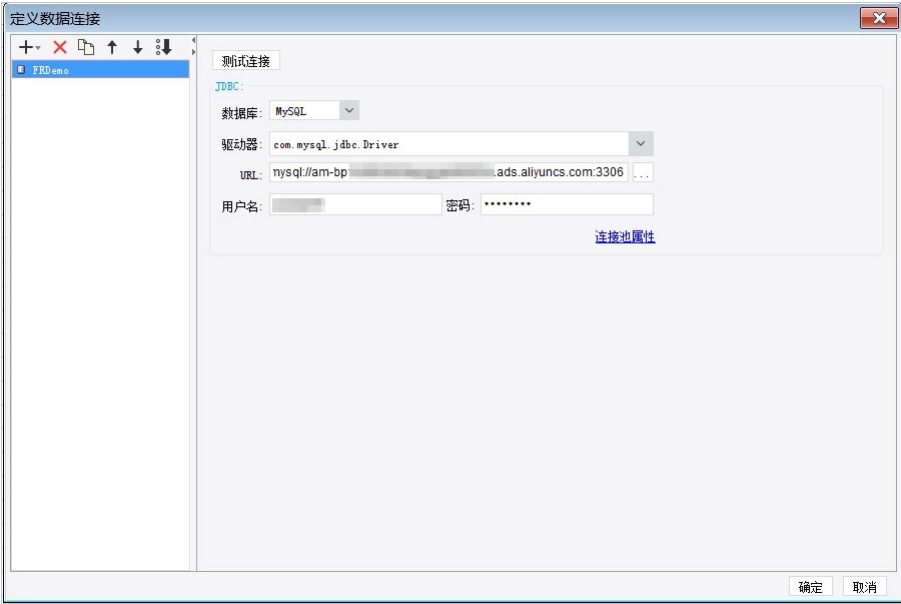 定义数据连接
FRDemo
测试连接
JDBC:
数据库: MySQL
驱动器: com.mysql.jdbc.Driver
URL: mysql://am-bp .ads.aliyuncs.com:3306 ...
用户名: 密码: ••••••••
连接池属性
确定 取消